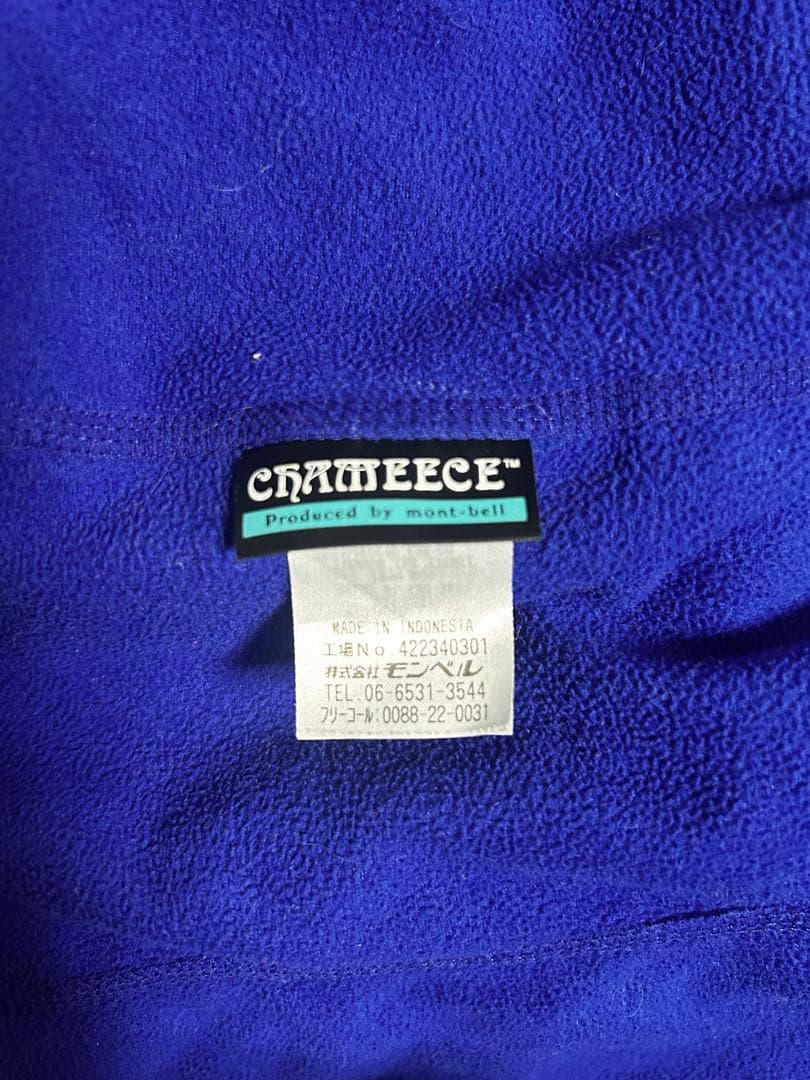 CHAMEECE™
Produced by mont-bell
MADE IN INDONESIA
工場No.422340301
株式会社モンベル
TEL.06-6531-3544
フリーコール:0088-22-0031